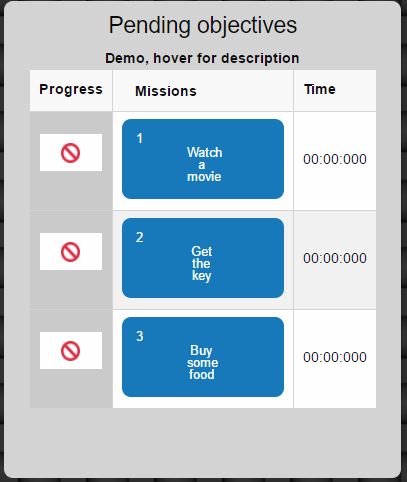 Pending objectives
Demo, hover for description
Progress Missions Time
1
Watch
a
movie
00:00:000
2
Get
the
key
00:00:000
3
Buy
some
food
00:00:000